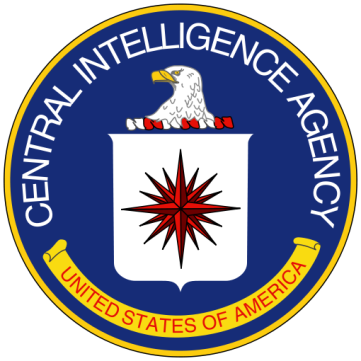 CENTRAL INTELLIGENCE AGENCY
UNITED STATES OF AMERICA